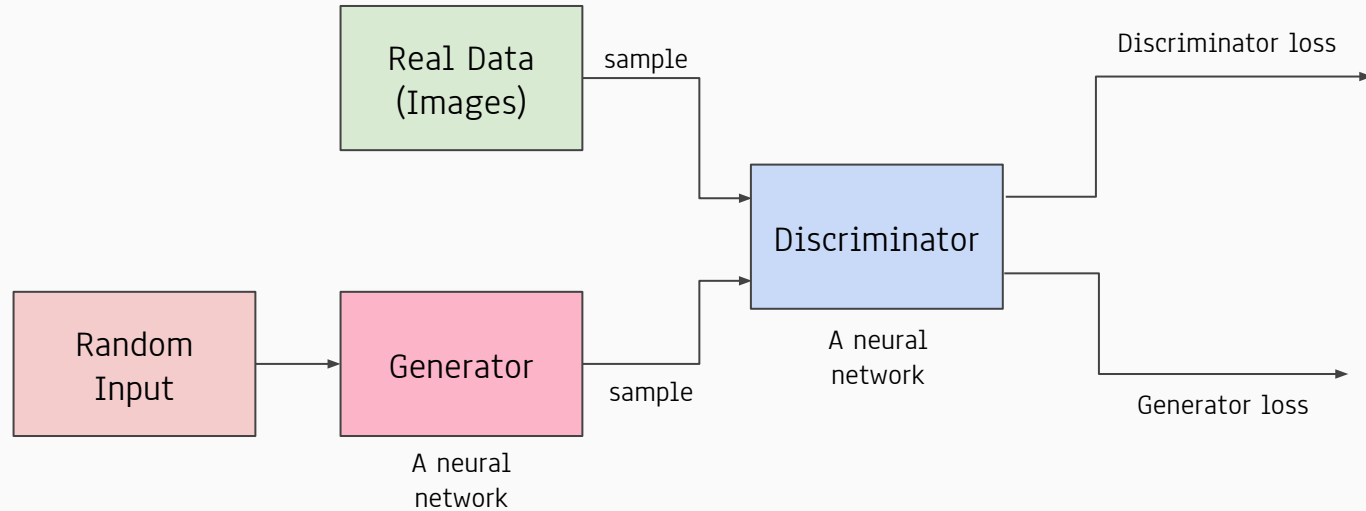 Real Data
(Images)
sample
Discriminator loss
Discriminator
A neural
network
Random
Input
Generator
sample
A neural
network
Generator loss